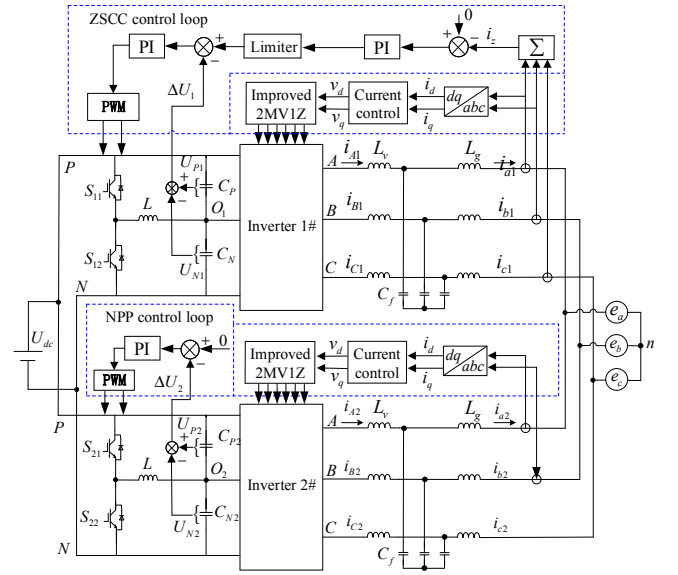 ZSCC control loop
0
PI + − + Limiter PI + − i_z Σ
ΔU_1
PWM
Improved 2MV1Z
v_d
v_q
Current control
i_d
i_q
dq/abc
P
U_P1
S_11
L
+
−
C_P
O_1
S_12
U_N1
C_N
N
Inverter 1#
A i_A1 L_v L_g i_a1
B i_B1 i_b1
C i_C1 i_c1
C_f
U_dc
e_a
e_b n
e_c
NPP control loop
PI + 0
−
PWM ΔU_2
Improved 2MV1Z
v_d
v_q
Current control
i_d
i_q
dq/abc
P
U_P2
S_21
L
+
−
C_P2
O_2
S_22
U_N2
C_N2
N
Inverter 2#
A i_A2 L_v L_g i_a2
B i_B2 i_b2
C i_C2 i_c2
C_f